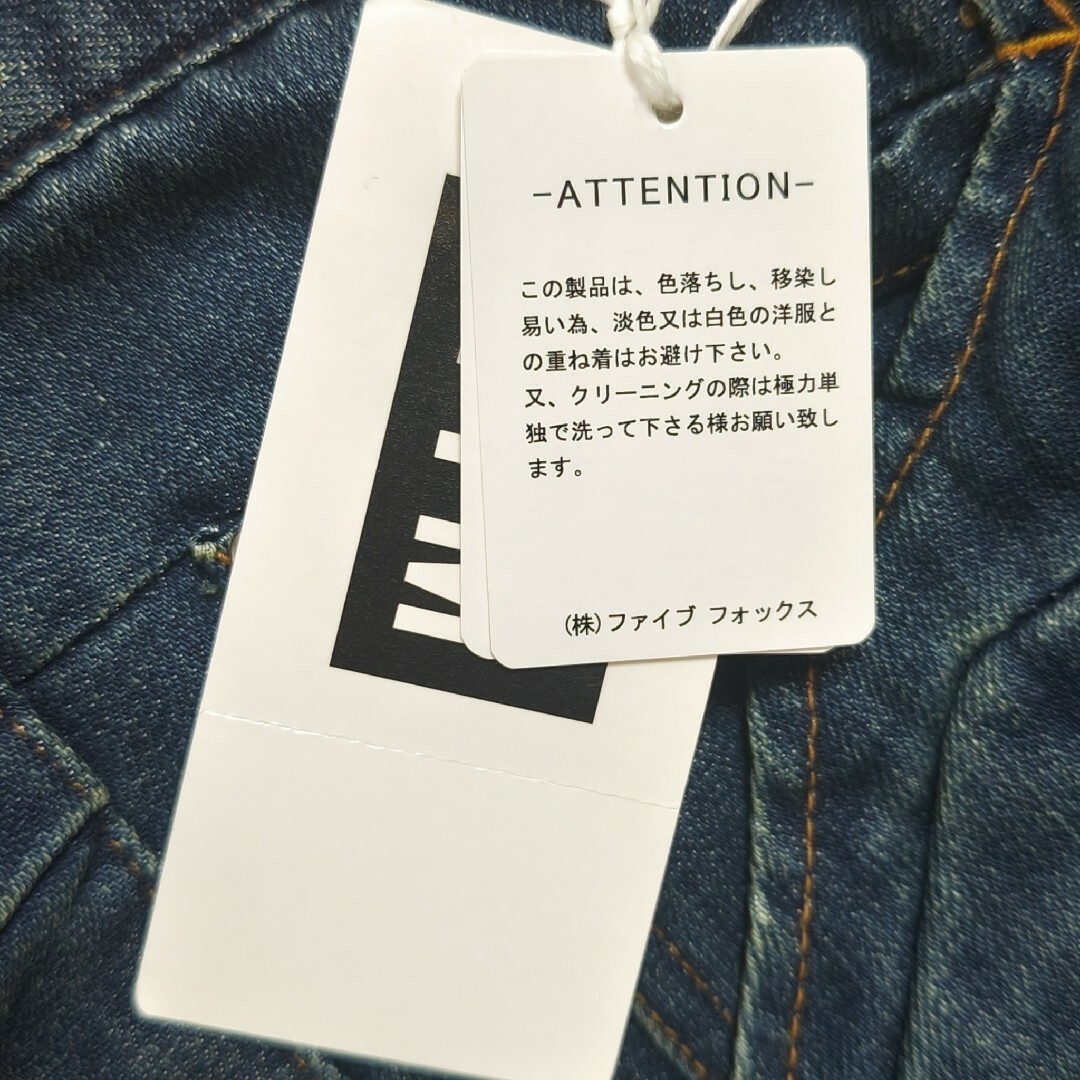 -ATTENTION-
この製品は、色落ちし、移染し
易い為、淡色又は白色の洋服と
の重ね着はお避け下さい。
又、クリーニングの際は極力単
独で洗って下さる様お願い致し
ます。
(株)ファイブ フォックス